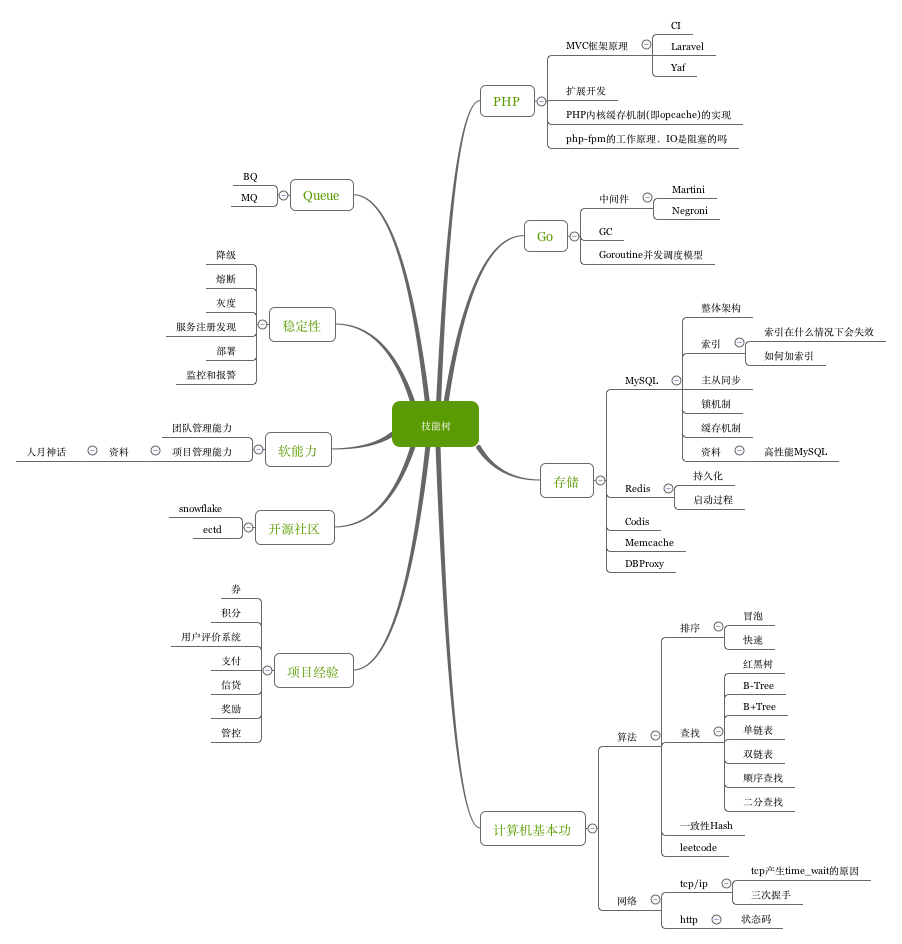 技能树
PHP
MVC框架原理
CI
Laravel
Yaf
扩展开发
PHP内核缓存机制(即opcache)的实现
php-fpm的工作原理．IO是阻塞的吗
Go
中间件
Martini
Negroni
GC
Goroutine并发调度模型
存储
MySQL
整体架构
索引
索引在什么情况下会失效
如何加索引
主从同步
锁机制
缓存机制
资料
高性能MySQL
Redis
持久化
启动过程
Codis
Memcache
DBProxy
计算机基本功
算法
排序
冒泡
快速
查找
红黑树
B-Tree
B+Tree
单链表
双链表
顺序查找
二分查找
一致性Hash
leetcode
网络
tcp/ip
tcp产生time_wait的原因
三次握手
http
状态码
Queue
BQ
MQ
稳定性
降级
熔断
灰度
服务注册发现
部署
监控和报警
软能力
团队管理能力
项目管理能力
资料
人月神话
开源社区
snowflake
ectd
项目经验
券
积分
用户评价系统
支付
信贷
奖励
管控